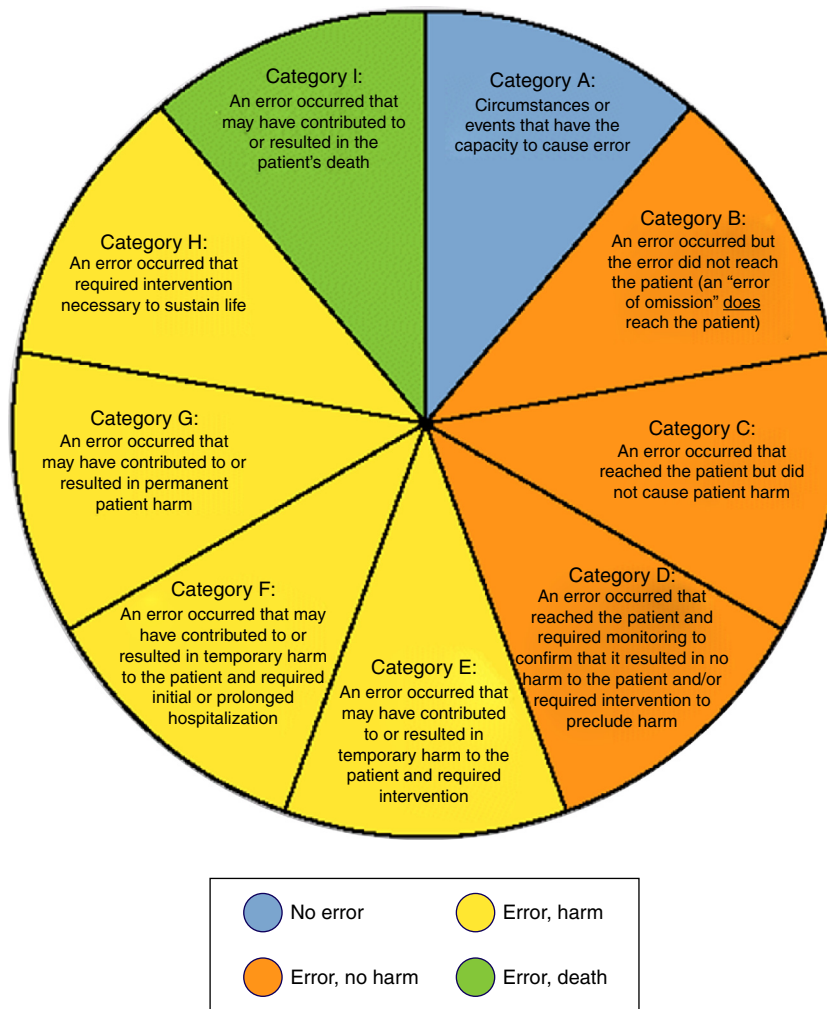 Category I:
An error occurred that
may have contributed to
or resulted in the
patient's death
Category A:
Circumstances or
events that have the
capacity to cause error
Category B:
An error occurred but
the error did not reach
the patient (an “error
of omission” does
reach the patient)
Category C:
An error occurred that
reached the patient but did
not cause patient harm
Category D:
An error occurred that
reached the patient and
required monitoring to
confirm that it resulted in no
harm to the patient and/or
required intervention to
preclude harm
Category E:
An error occurred that
may have contributed
to or resulted in
temporary harm to the
patient and required
intervention
Category F:
An error occurred that may
have contributed to or
resulted in temporary harm
to the patient and required
initial or prolonged
hospitalization
Category G:
An error occurred that
may have contributed to or
resulted in permanent
patient harm
Category H:
An error occurred that
required intervention
necessary to sustain life
No error
Error, harm
Error, no harm
Error, death